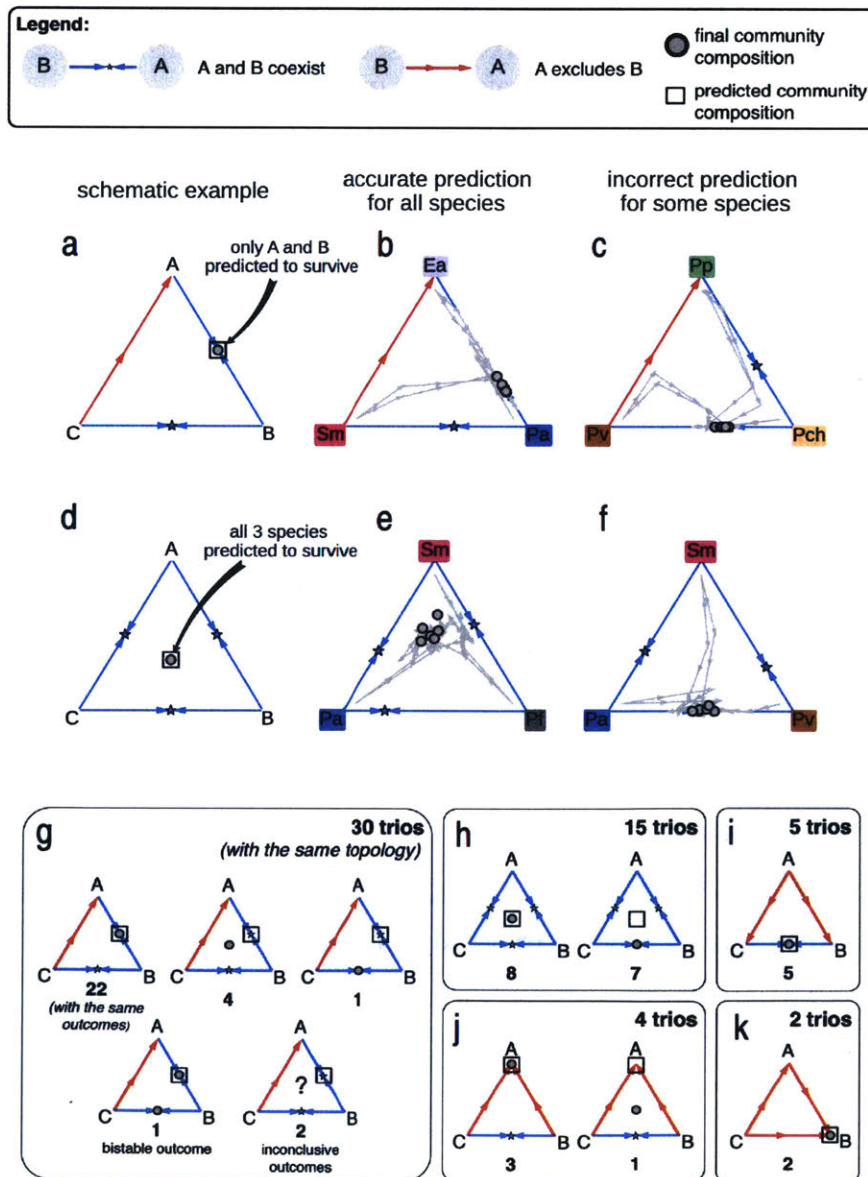 Legend:
B A A and B coexist
B A A excludes B
final community
composition
predicted community
composition
schematic example
accurate prediction
for all species
incorrect prediction
for some species
a
only A and B
predicted to survive
A
C
B
b
Ea
Sm
Pa
c
Pp
Pv
Pch
d
all 3 species
predicted to survive
A
C
B
e
Sm
Pa
Pf
f
Sm
Pa
Pv
g
30 trios
(with the same topology)
A
C
B
22
(with the same
outcomes)
A
C
B
4
A
C
B
1
A
C
B
1
bistable outcome
A
?
C
B
2
inconclusive
outcomes
h
15 trios
A
C
B
8
A
C
B
7
i
5 trios
A
C
B
5
j
4 trios
A
C
B
3
A
C
B
1
k
2 trios
A
C
B
2